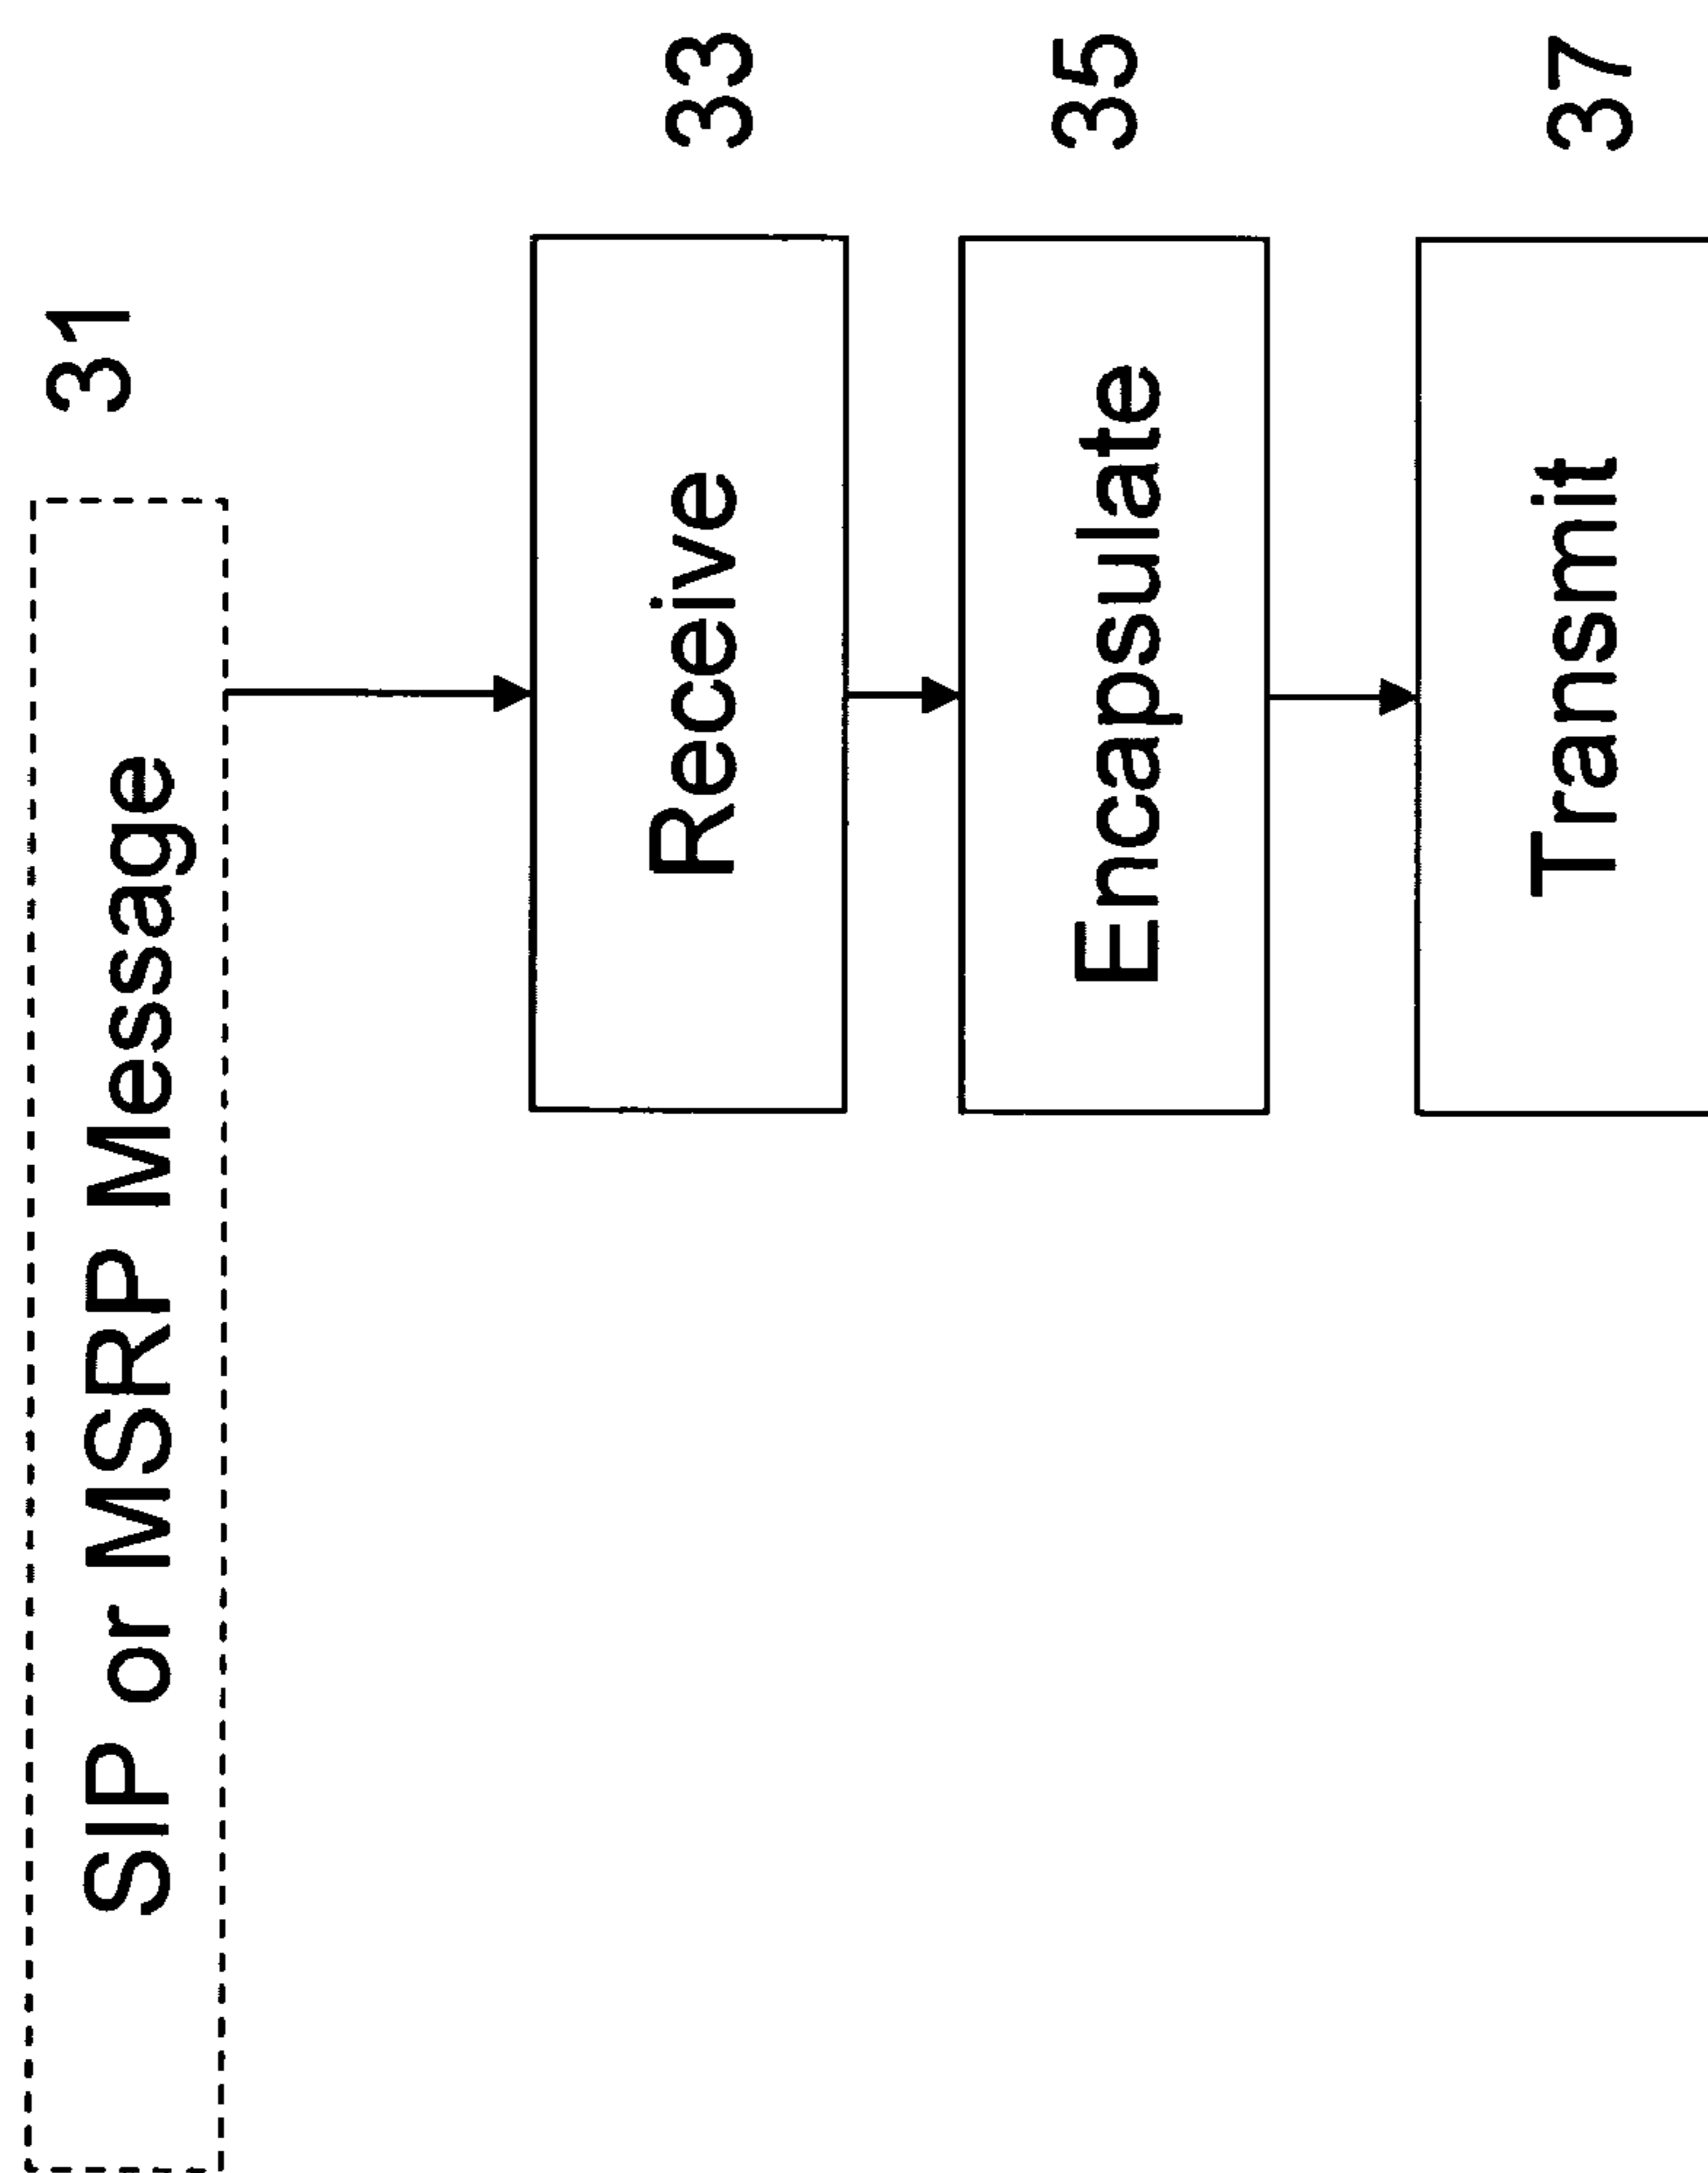 SIP or MSRP Message 31
Receive 33
Encapsulate 35
Transmit 37